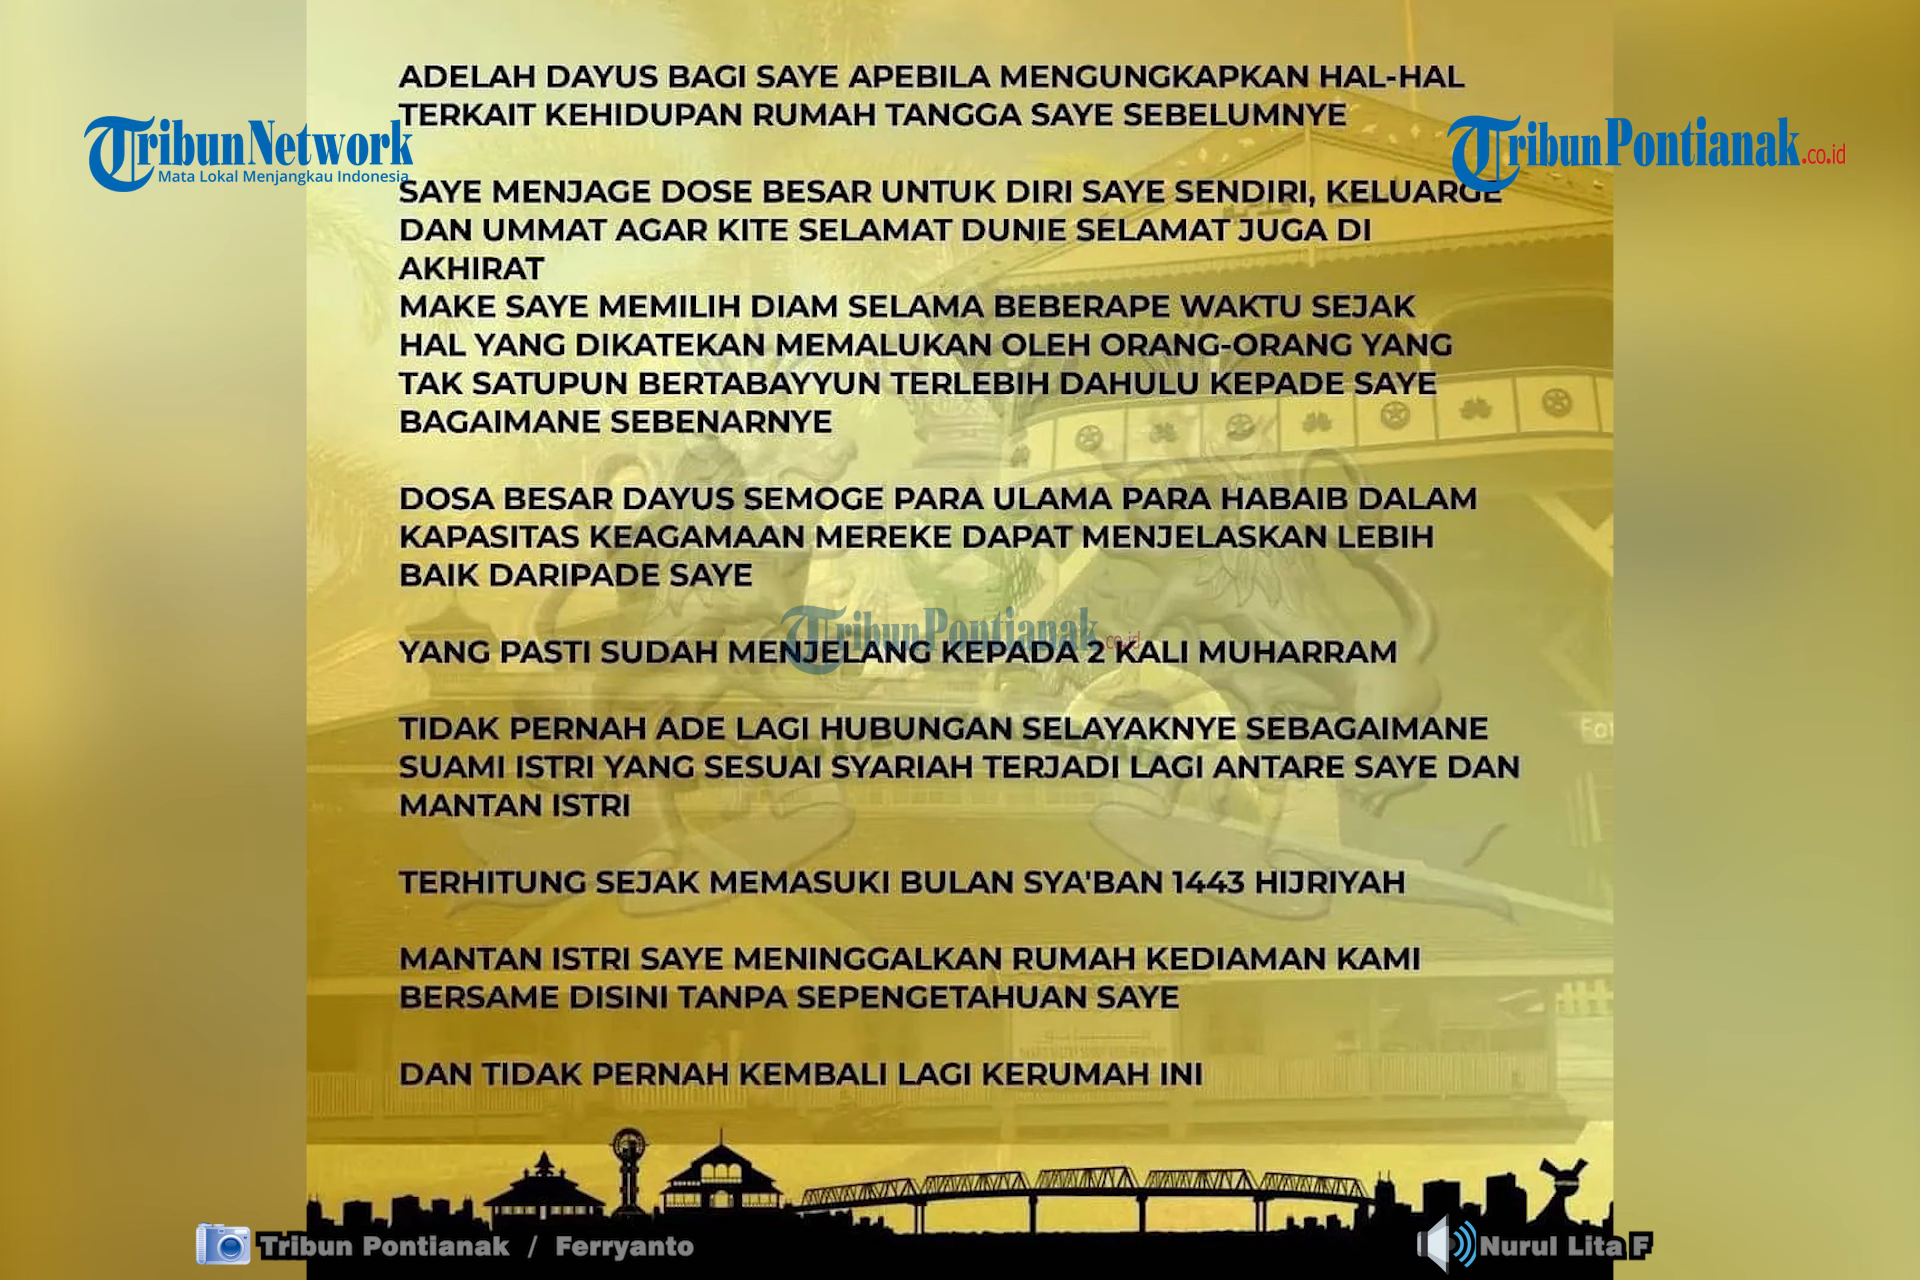 ADELAH DAYUS BAGI SAYE APEBILA MENGUNGKAPKAN HAL-HAL
TERKAIT KEHIDUPAN RUMAH TANGGA SAYE SEBELUMNYE
TribunNetwork
Mata Lokal Menjangkau Indonesia
TribunPontianak.co.id
SAYE MENJAGE DOSE BESAR UNTUK DIRI SAYE SENDIRI, KELUARGE
DAN UMMAT AGAR KITE SELAMAT DUNIE SELAMAT JUGA DI
AKHIRAT
MAKE SAYE MEMILIH DIAM SELAMA BEBERAPE WAKTU SEJAK
HAL YANG DIKATEKAN MEMALUKAN OLEH ORANG-ORANG YANG
TAK SATUPUN BERTABAYYUN TERLEBIH DAHULU KEPADE SAYE
BAGAIMANE SEBENARNYE
DOSA BESAR DAYUS SEMOGE PARA ULAMA PARA HABAIB DALAM
KAPASITAS KEAGAMAAN MEREKE DAPAT MENJELASKAN LEBIH
BAIK DARIPADE SAYE
TribunPontianak.co.id
YANG PASTI SUDAH MENJELANG KEPADA 2 KALI MUHARRAM
TIDAK PERNAH ADE LAGI HUBUNGAN SELAYAKNYE SEBAGAIMANE
SUAMI ISTRI YANG SESUAI SYARIAH TERJADI LAGI ANTARE SAYE DAN
MANTAN ISTRI
TERHITUNG SEJAK MEMASUKI BULAN SYA'BAN 1443 HIJRIYAH
MANTAN ISTRI SAYE MENINGGALKAN RUMAH KEDIAMAN KAMI
BERSAME DISINI TANPA SEPENGETAHUAN SAYE
DAN TIDAK PERNAH KEMBALI LAGI KERUMAH INI
Tribun Pontianak / Ferryanto
Nurul Lita F